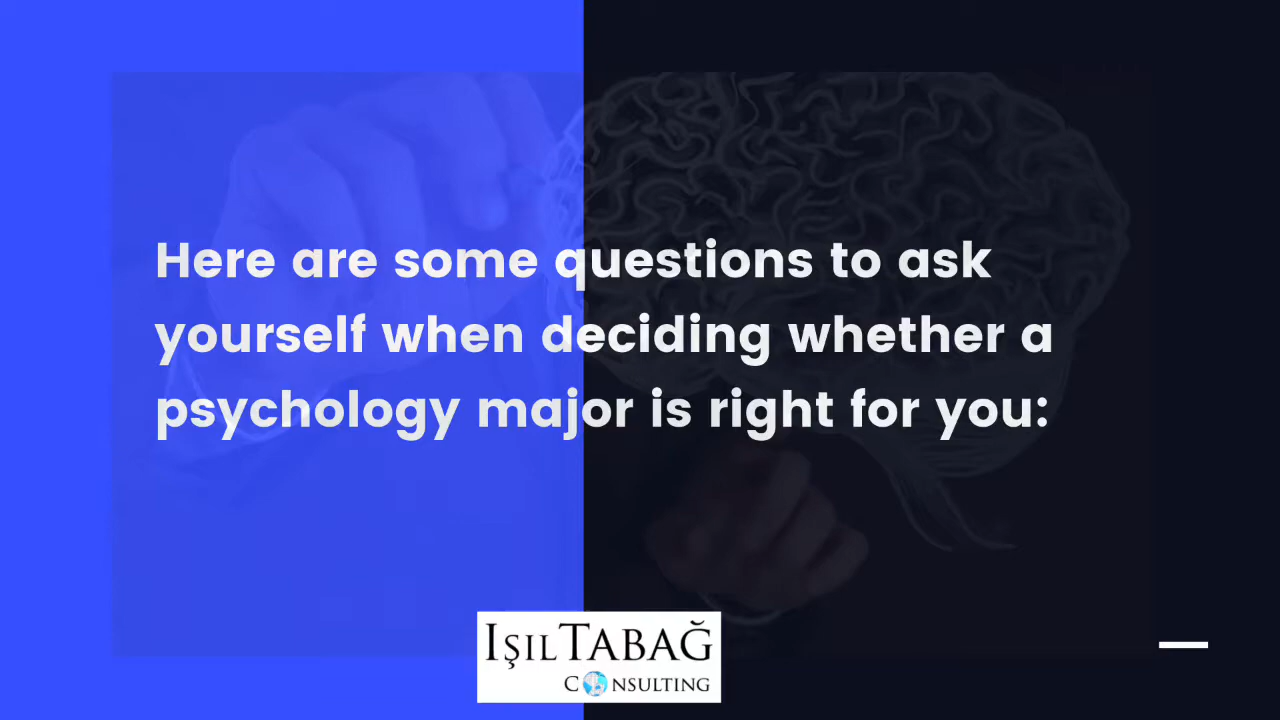 Here are some questions to ask
yourself when deciding whether a
psychology major is right for you:
IŞILTABAĞ
CONSULTING